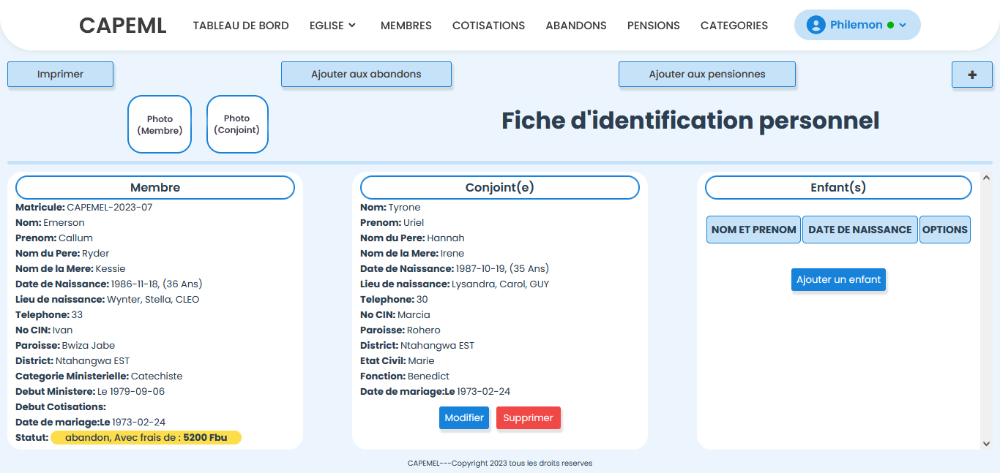 CAPEML
TABLEAU DE BORD
EGLISE
MEMBRES
COTISATIONS
ABANDONS
PENSIONS
CATEGORIES
Philemon
Imprimer
Ajouter aux abandons
Ajouter aux pensionnes
+
Photo
(Membre)
Photo
(Conjoint)
Fiche d'identification personnel
Membre
Matricule: CAPEMEL-2023-07
Nom: Emerson
Prenom: Callum
Nom du Pere: Ryder
Nom de la Mere: Kessie
Date de Naissance: 1986-11-18, (36 Ans)
Lieu de naissance: Wynter, Stella, CLEO
Telephone: 33
No CIN: Ivan
Paroisse: Bwiza Jabe
District: Ntahangwa EST
Categorie Ministerielle: Catechiste
Debut Ministere: Le 1979-09-06
Debut Cotisations:
Date de mariage:Le 1973-02-24
Statut: abandon, Avec frais de : 5200 Fbu
Conjoint(e)
Nom: Tyrone
Prenom: Uriel
Nom du Pere: Hannah
Nom de la Mere: Irene
Date de Naissance: 1987-10-19, (35 Ans)
Lieu de naissance: Lysandra, Carol, GUY
Telephone: 30
No CIN: Marcia
Paroisse: Rohero
District: Ntahangwa EST
Etat Civil: Marie
Fonction: Benedict
Date de mariage:Le 1973-02-24
Modifier
Supprimer
Enfant(s)
NOM ET PRENOM
DATE DE NAISSANCE
OPTIONS
Ajouter un enfant
CAPEMEL---Copyright 2023 tous les droits reserves